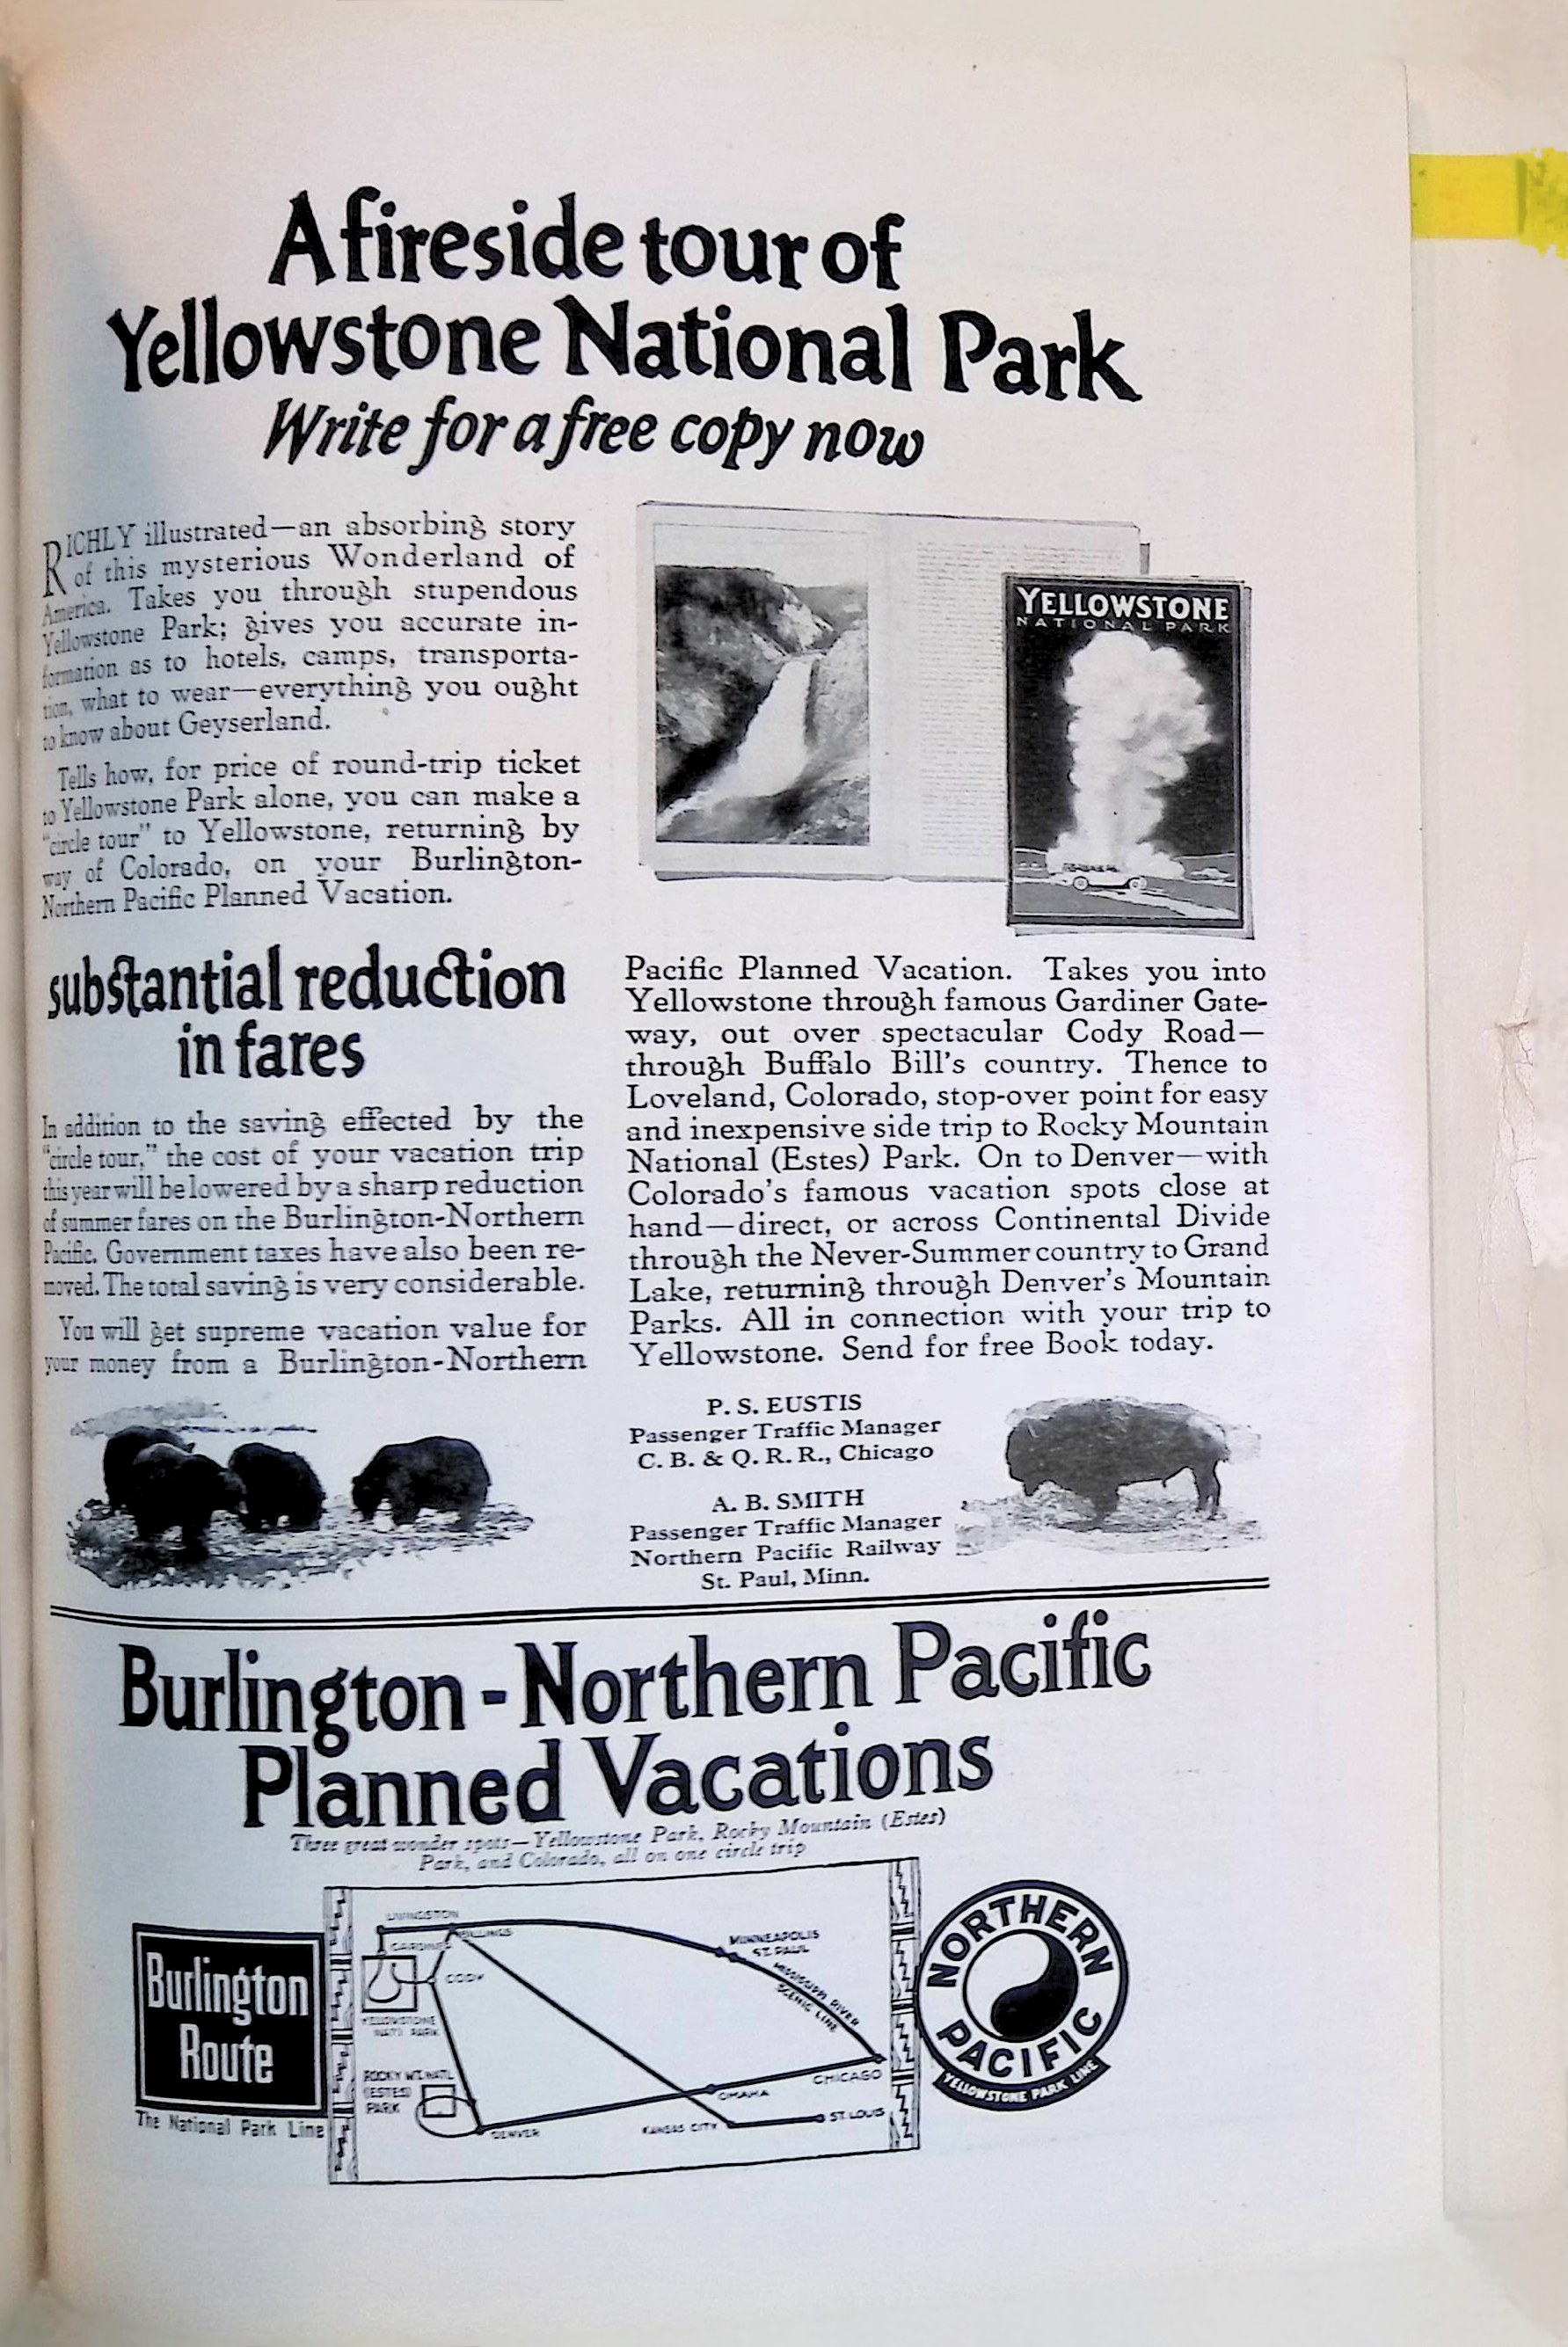 A fireside tour of
Yellowstone National Park
Write for a free copy now
RICHLY illustrated—an absorbing story
of this mysterious Wonderland of
America. Takes you through stupendous
Yellowstone Park; gives you accurate in-
formation as to hotels, camps, transporta-
tion, what to wear—everything you ought
to know about Geyserland.
Tells how, for price of round-trip ticket
to Yellowstone Park alone, you can make a
"circle tour" to Yellowstone, returning by
way of Colorado, on your Burlington-
Northern Pacific Planned Vacation.
YELLOWSTONE
NATIONAL PARK
substantial reduction
in fares
In addition to the saving effected by the
"circle tour," the cost of your vacation trip
this year will be lowered by a sharp reduction
of summer fares on the Burlington-Northern
Pacific. Government taxes have also been re-
moved. The total saving is very considerable.
You will get supreme vacation value for
your money from a Burlington-Northern
Pacific Planned Vacation. Takes you into
Yellowstone through famous Gardiner Gate-
way, out over spectacular Cody Road—
through Buffalo Bill's country. Thence to
Loveland, Colorado, stop-over point for easy
and inexpensive side trip to Rocky Mountain
National (Estes) Park. On to Denver—with
Colorado's famous vacation spots close at
hand—direct, or across Continental Divide
through the Never-Summer country to Grand
Lake, returning through Denver's Mountain
Parks. All in connection with your trip to
Yellowstone. Send for free Book today.
P. S. EUSTIS
Passenger Traffic Manager
C. B. & Q. R. R., Chicago
A. B. SMITH
Passenger Traffic Manager
Northern Pacific Railway
St. Paul, Minn.
Burlington - Northern Pacific
Planned Vacations
Three great wonder spots—Yellowstone Park, Rocky Mountain (Estes)
Park, and Colorado, all on one circle trip
Burlington
Route
The National Park Line
LIVINGSTON
BILLINGS
GARDINER
CODY
YELLOWSTONE
NAT'L PARK
ROCKY MT. NATL
(ESTES)
PARK
DENVER
MINNEAPOLIS
ST. PAUL
MISSISSIPPI RIVER
SCENIC LINE
CHICAGO
OMAHA
KANSAS CITY
ST. LOUIS
NORTHERN
PACIFIC
YELLOWSTONE PARK LINE